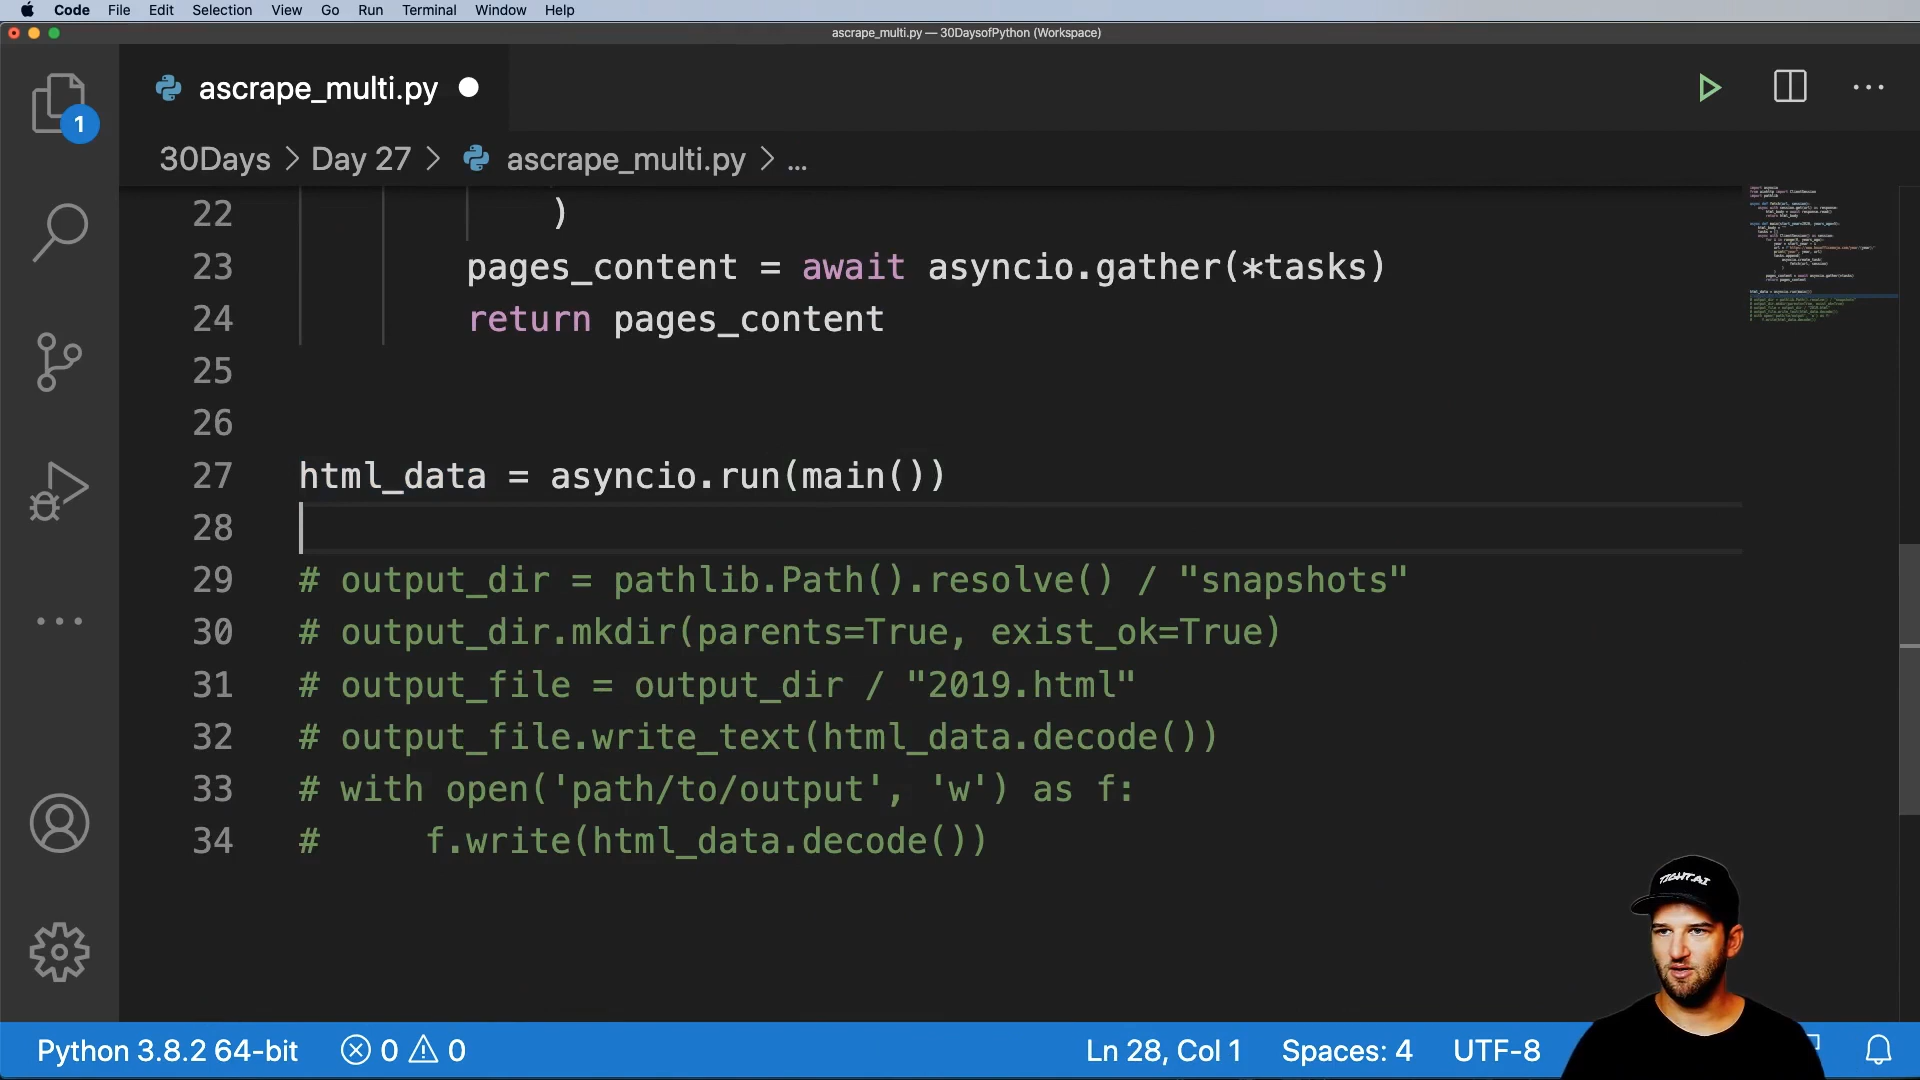 Code File Edit Selection View Go Run Terminal Window Help
ascrape_multi.py — 30DaysofPython (Workspace)
ascrape_multi.py
1
30Days > Day 27 > ascrape_multi.py > ...
22 )
23 pages_content = await asyncio.gather(*tasks)
24 return pages_content
25
26
27 html_data = asyncio.run(main())
28
29 # output_dir = pathlib.Path().resolve() / "snapshots"
30 # output_dir.mkdir(parents=True, exist_ok=True)
31 # output_file = output_dir / "2019.html"
32 # output_file.write_text(html_data.decode())
33 # with open('path/to/output', 'w') as f:
34 #     f.write(html_data.decode())
TIGHT.AI
Python 3.8.2 64-bit 0 0 Ln 28, Col 1 Spaces: 4 UTF-8